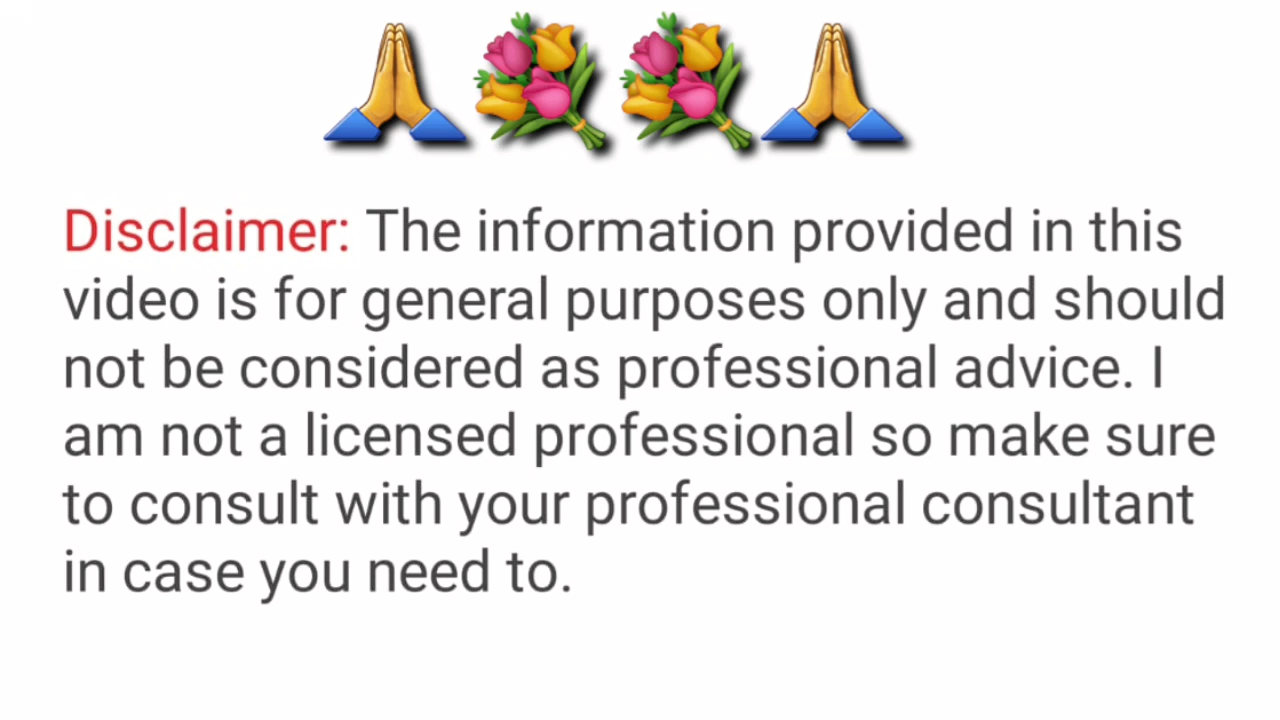 Disclaimer: The information provided in this
video is for general purposes only and should
not be considered as professional advice. I
am not a licensed professional so make sure
to consult with your professional consultant
in case you need to.